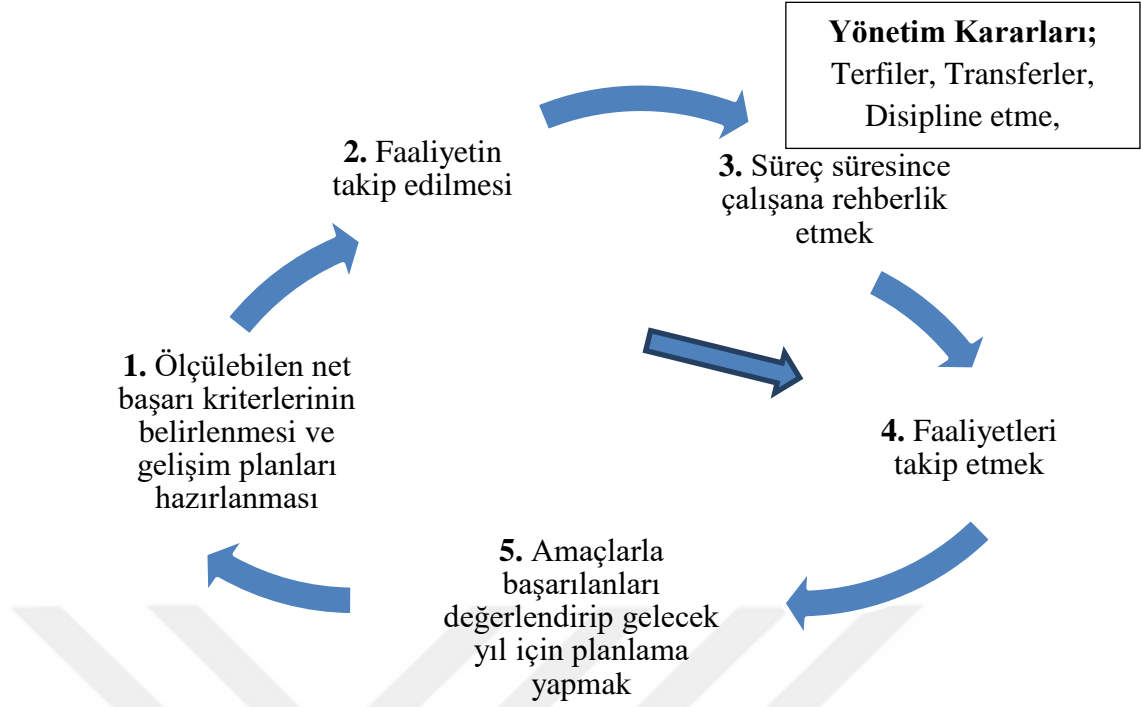 Yönetim Kararları;
Terfiler, Transferler,
Disipline etme,
2. Faaliyetin
takip edilmesi
3. Süreç süresince
çalışana rehberlik
etmek
1. Ölçülebilen net
başarı kriterlerinin
belirlenmesi ve
gelişim planları
hazırlanması
4. Faaliyetleri
takip etmek
5. Amaçlarla
başarılanları
değerlendirip gelecek
yıl için planlama
yapmak